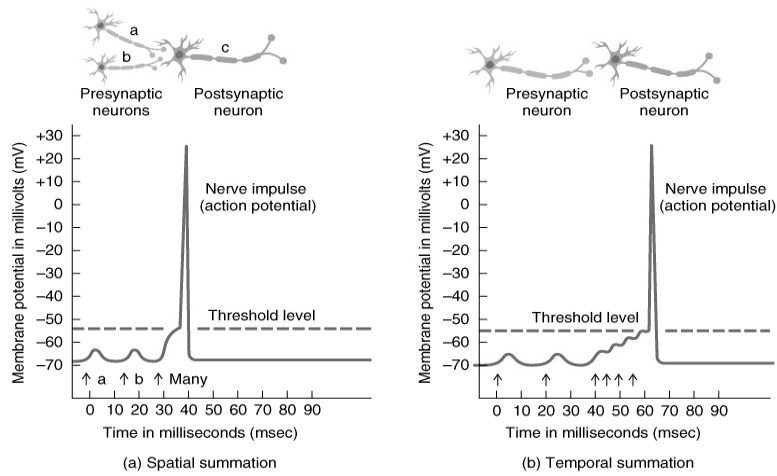 a
b
c
Presynaptic
neurons
Postsynaptic
neuron
Membrane potential in millivolts (mV)
+30
+20
+10
0
–10
–20
–30
–40
–50
–60
–70
Nerve impulse
(action potential)
Threshold level
a b Many
0 10 20 30 40 50 60 70 80 90
Time in milliseconds (msec)
(a) Spatial summation
Presynaptic
neuron
Postsynaptic
neuron
Membrane potential in millivolts (mV)
+30
+20
+10
0
–10
–20
–30
–40
–50
–60
–70
Nerve impulse
(action potential)
Threshold level
0 10 20 30 40 50 60 70 80 90
Time in milliseconds (msec)
(b) Temporal summation